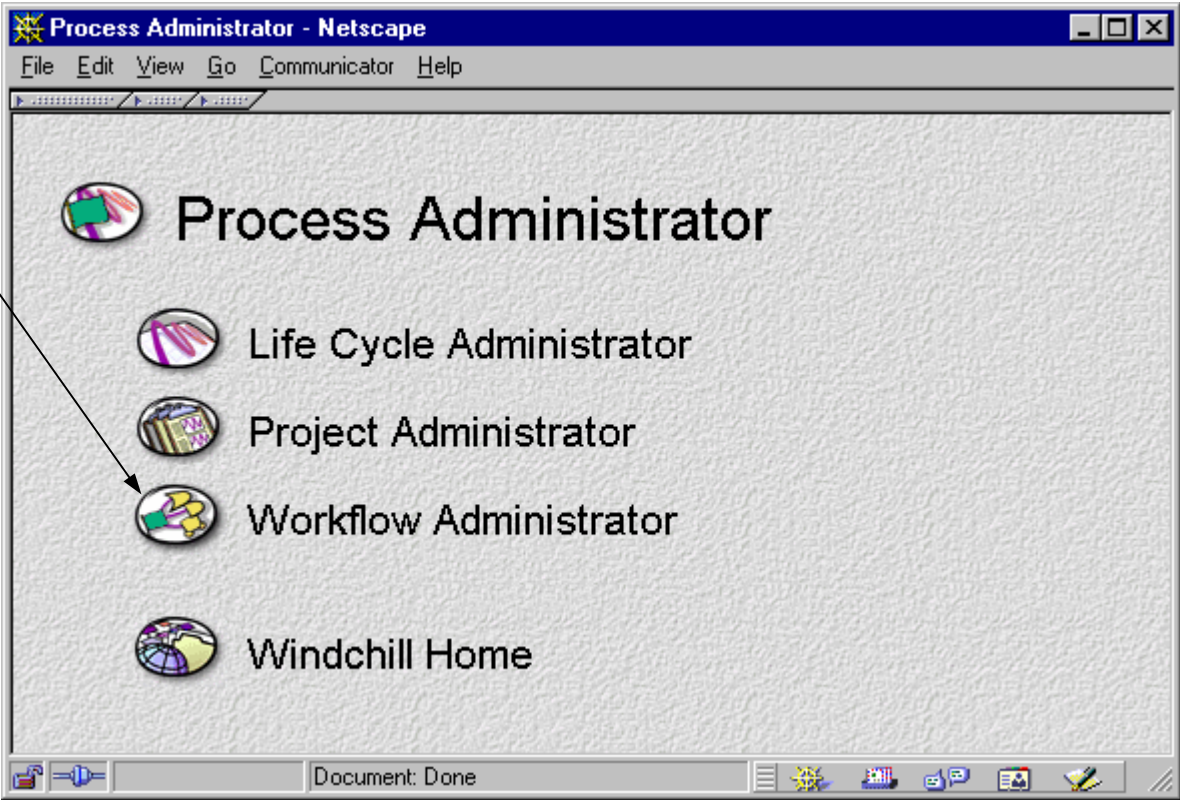 Process Administrator - Netscape
File Edit View Go Communicator Help
Process Administrator
Life Cycle Administrator
Project Administrator
Workflow Administrator
Windchill Home
Document: Done